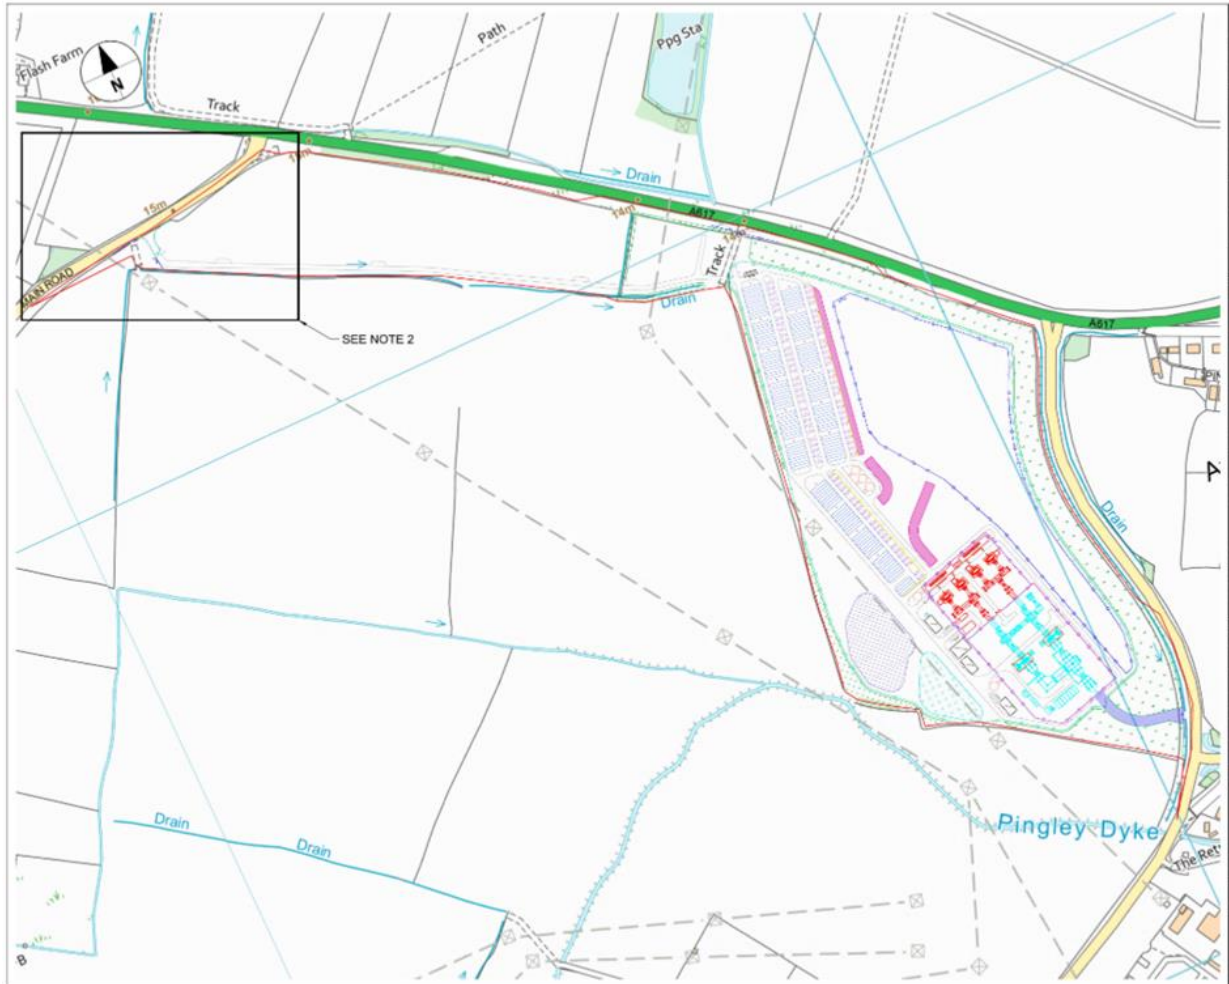 Flash Farm
N
Track
Path
Ppg Sta
Drain
15m
15m
14m
A617
Track
MAIN ROAD
Drain
SEE NOTE 2
A617
A
Drain
Pingley Dyke
Drain
Drain
B